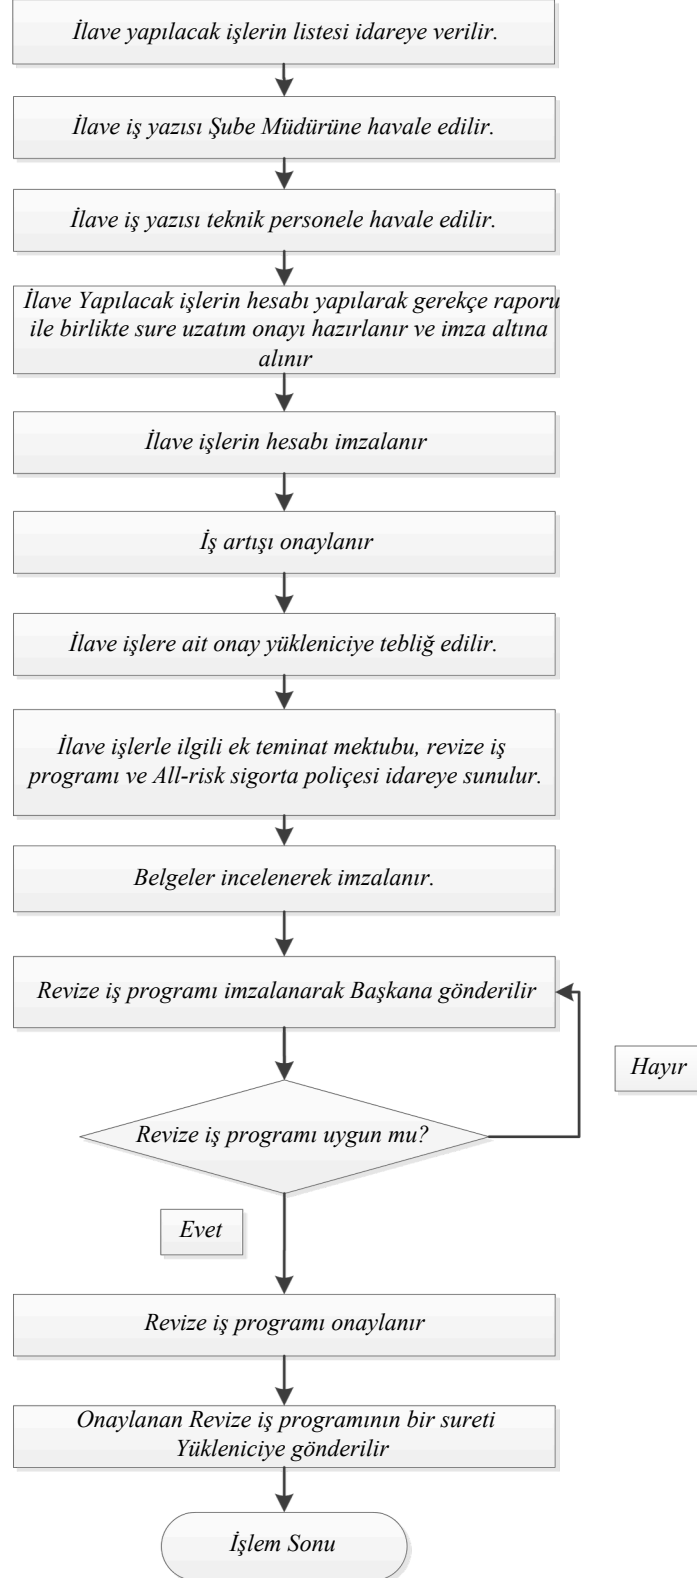 İlave yapılacak işlerin listesi idareye verilir.
İlave iş yazısı Şube Müdürüne havale edilir.
İlave iş yazısı teknik personele havale edilir.
İlave Yapılacak işlerin hesabı yapılarak gerekçe raporu
ile birlikte sure uzatım onayı hazırlanır ve imza altına
alınır
İlave işlerin hesabı imzalanır
İş artışı onaylanır
İlave işlere ait onay yükleniciye tebliğ edilir.
İlave işlerle ilgili ek teminat mektubu, revize iş
programı ve All-risk sigorta poliçesi idareye sunulur.
Belgeler incelenerek imzalanır.
Revize iş programı imzalanarak Başkana gönderilir
Hayır
Revize iş programı uygun mu?
Evet
Revize iş programı onaylanır
Onaylanan Revize iş programının bir sureti
Yükleniciye gönderilir
İşlem Sonu